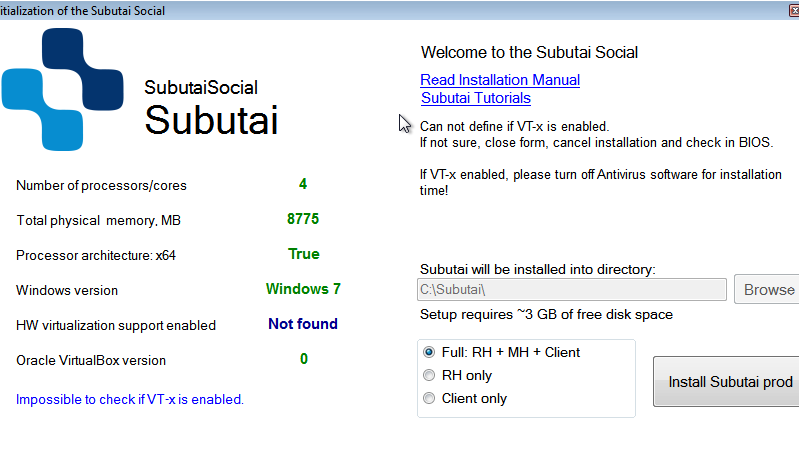 itialization of the Subutai Social
SubutaiSocial
Subutai
Number of processors/cores 4
Total physical memory, MB 8775
Processor architecture: x64 True
Windows version Windows 7
HW virtualization support enabled Not found
Oracle VirtualBox version 0
Impossible to check if VT-x is enabled.
Welcome to the Subutai Social
Read Installation Manual
Subutai Tutorials
Can not define if VT-x is enabled.
If not sure, close form, cancel installation and check in BIOS.
If VT-x enabled, please turn off Antivirus software for installation
time!
Subutai will be installed into directory:
C:\Subutai\ Browse
Setup requires ~3 GB of free disk space
Full: RH + MH + Client
RH only
Client only
Install Subutai prod